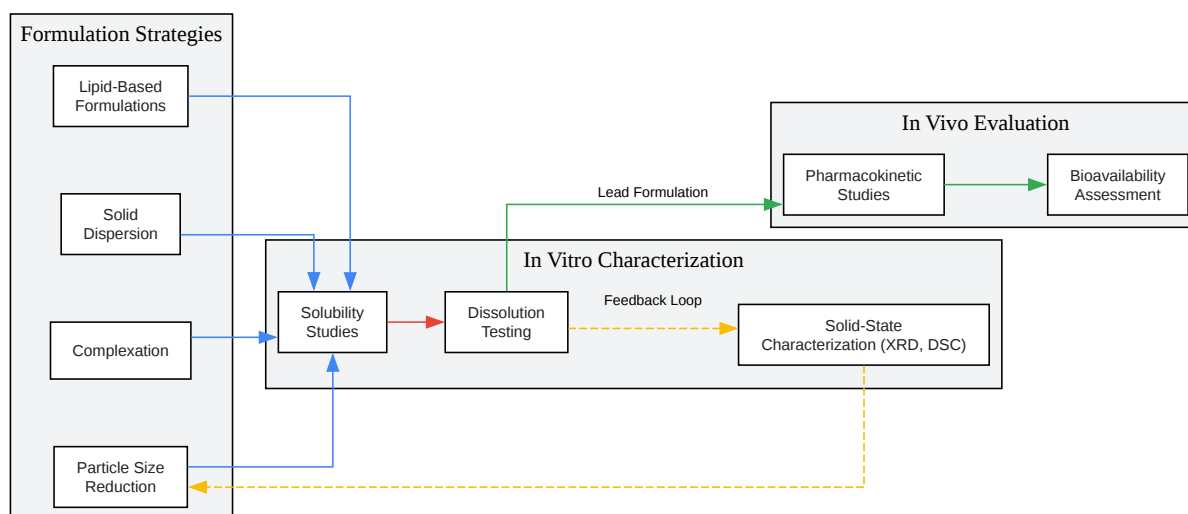 Formulation Strategies
Lipid-Based
Formulations
Solid
Dispersion
Complexation
Particle Size
Reduction
In Vitro Characterization
Solubility
Studies
Dissolution
Testing
Feedback Loop
Solid-State
Characterization (XRD, DSC)
Lead Formulation
In Vivo Evaluation
Pharmacokinetic
Studies
Bioavailability
Assessment